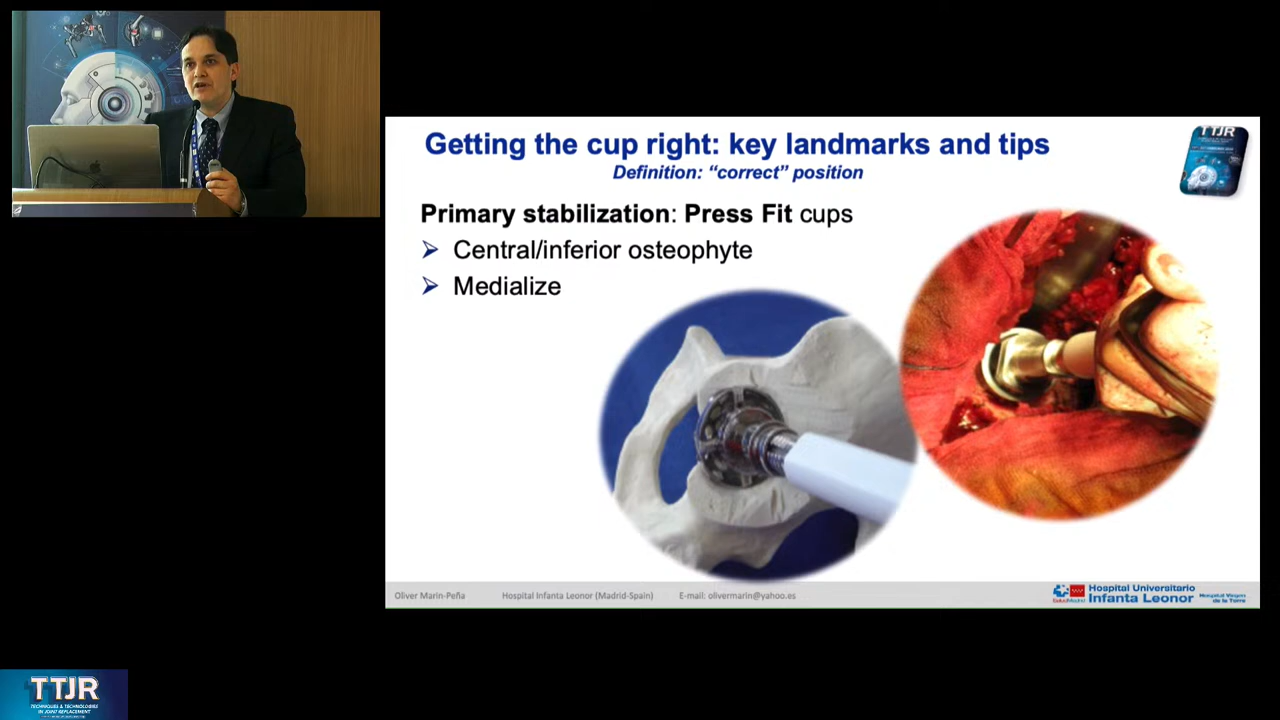 Getting the cup right: key landmarks and tips
Definition: “correct” position
TTJR
Primary stabilization: Press Fit cups
Central/inferior osteophyte
Medialize
Oliver Marin-Peña Hospital Infanta Leonor (Madrid-Spain) E-mail: olivermarin@yahoo.es
Hospital Universitario
Infanta Leonor
SaludMadrid
Hospital Virgen
de la Torre
TTJR
TECHNIQUES & TECHNOLOGIES
IN JOINT REPLACEMENT